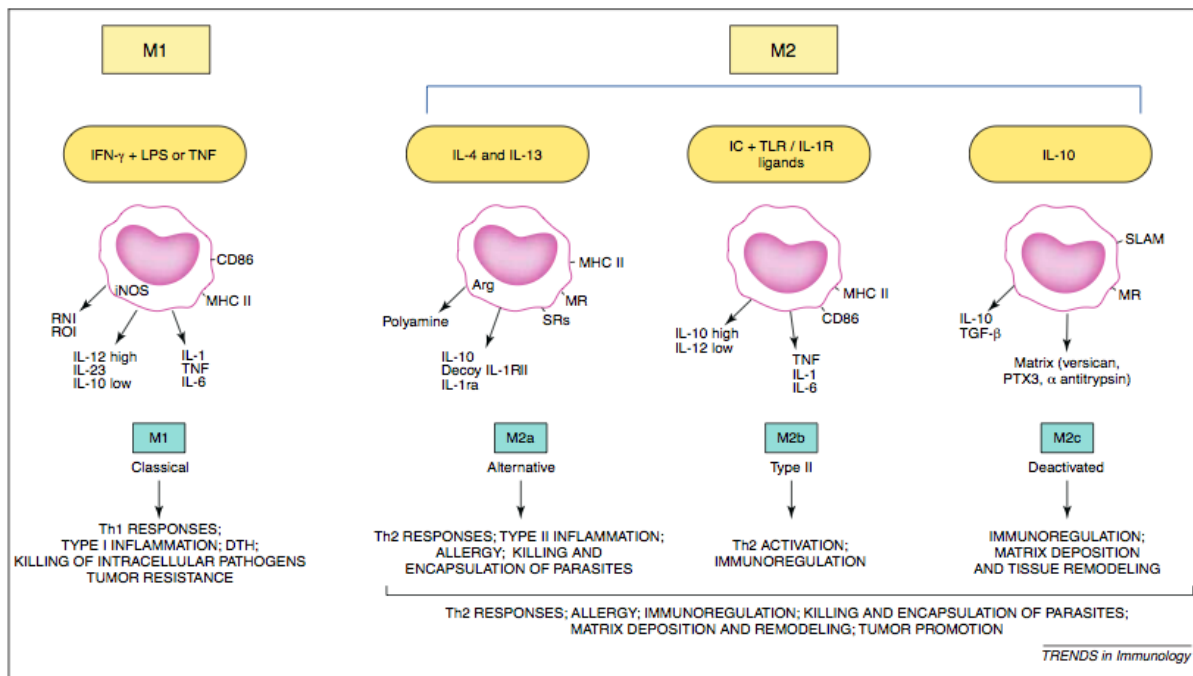 M1
M2
IFN-γ + LPS or TNF
IL-4 and IL-13
IC + TLR / IL-1R
ligands
IL-10
CD86
MHC II
iNOS
RNI
ROI
IL-12 high
IL-23
IL-10 low
IL-1
TNF
IL-6
MHC II
MR
SRs
Arg
Polyamine
IL-10
Decoy IL-1RII
IL-1ra
MHC II
CD86
IL-10 high
IL-12 low
TNF
IL-1
IL-6
SLAM
MR
IL-10
TGF-β
Matrix (versican,
PTX3, α antitrypsin)
M1
Classical
M2a
Alternative
M2b
Type II
M2c
Deactivated
Th1 RESPONSES;
TYPE I INFLAMMATION; DTH;
KILLING OF INTRACELLULAR PATHOGENS
TUMOR RESISTANCE
Th2 RESPONSES; TYPE II INFLAMMATION;
ALLERGY; KILLING AND
ENCAPSULATION OF PARASITES
Th2 ACTIVATION;
IMMUNOREGULATION
IMMUNOREGULATION;
MATRIX DEPOSITION
AND TISSUE REMODELING
Th2 RESPONSES; ALLERGY; IMMUNOREGULATION; KILLING AND ENCAPSULATION OF PARASITES;
MATRIX DEPOSITION AND REMODELING; TUMOR PROMOTION
TRENDS in Immunology